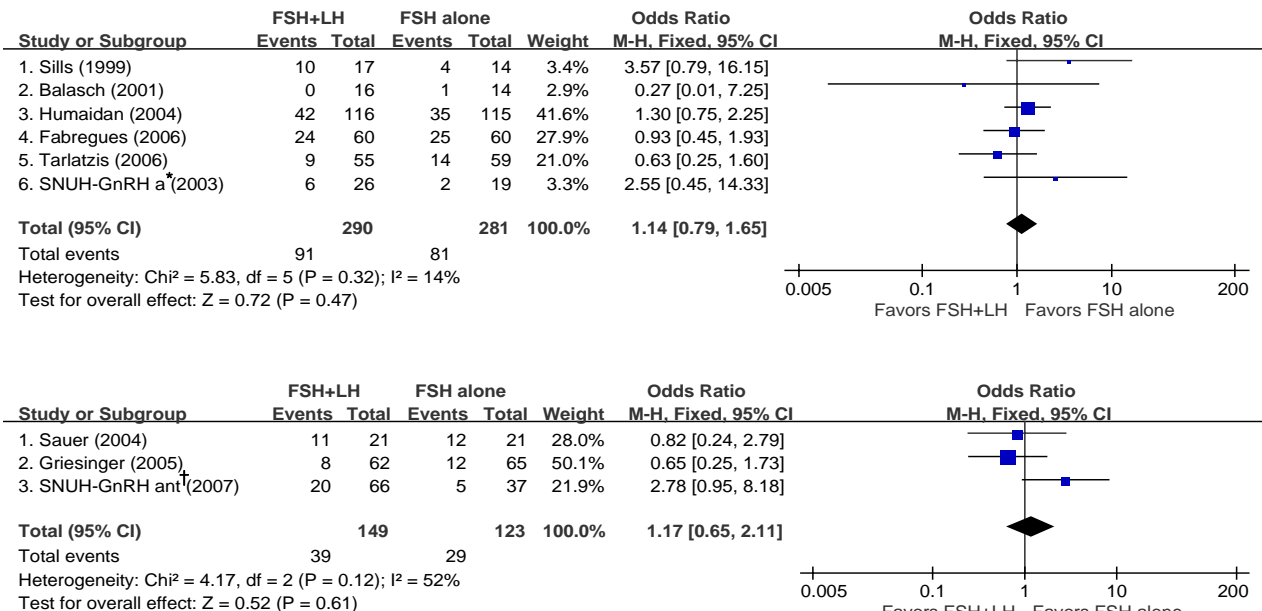 FSH+LH FSH alone Odds Ratio Odds Ratio
Study or Subgroup Events Total Events Total Weight M-H, Fixed, 95% CI M-H, Fixed, 95% CI
1. Sills (1999) 10 17 4 14 3.4% 3.57 [0.79, 16.15]
2. Balasch (2001) 0 16 1 14 2.9% 0.27 [0.01, 7.25]
3. Humaidan (2004) 42 116 35 115 41.6% 1.30 [0.75, 2.25]
4. Fabregues (2006) 24 60 25 60 27.9% 0.93 [0.45, 1.93]
5. Tarlatzis (2006) 9 55 14 59 21.0% 0.63 [0.25, 1.60]
6. SNUH-GnRH a*(2003) 6 26 2 19 3.3% 2.55 [0.45, 14.33]
Total (95% CI) 290 281 100.0% 1.14 [0.79, 1.65]
Total events 91 81
Heterogeneity: Chi² = 5.83, df = 5 (P = 0.32); I² = 14%
Test for overall effect: Z = 0.72 (P = 0.47)
0.005 0.1 1 10 200
Favors FSH+LH Favors FSH alone
FSH+LH FSH alone Odds Ratio Odds Ratio
Study or Subgroup Events Total Events Total Weight M-H, Fixed, 95% CI M-H, Fixed, 95% CI
1. Sauer (2004) 11 21 12 21 28.0% 0.82 [0.24, 2.79]
2. Griesinger (2005) 8 62 12 65 50.1% 0.65 [0.25, 1.73]
3. SNUH-GnRH ant†(2007) 20 66 5 37 21.9% 2.78 [0.95, 8.18]
Total (95% CI) 149 123 100.0% 1.17 [0.65, 2.11]
Total events 39 29
Heterogeneity: Chi² = 4.17, df = 2 (P = 0.12); I² = 52%
Test for overall effect: Z = 0.52 (P = 0.61)
0.005 0.1 1 10 200
Favors FSH+LH Favors FSH alone